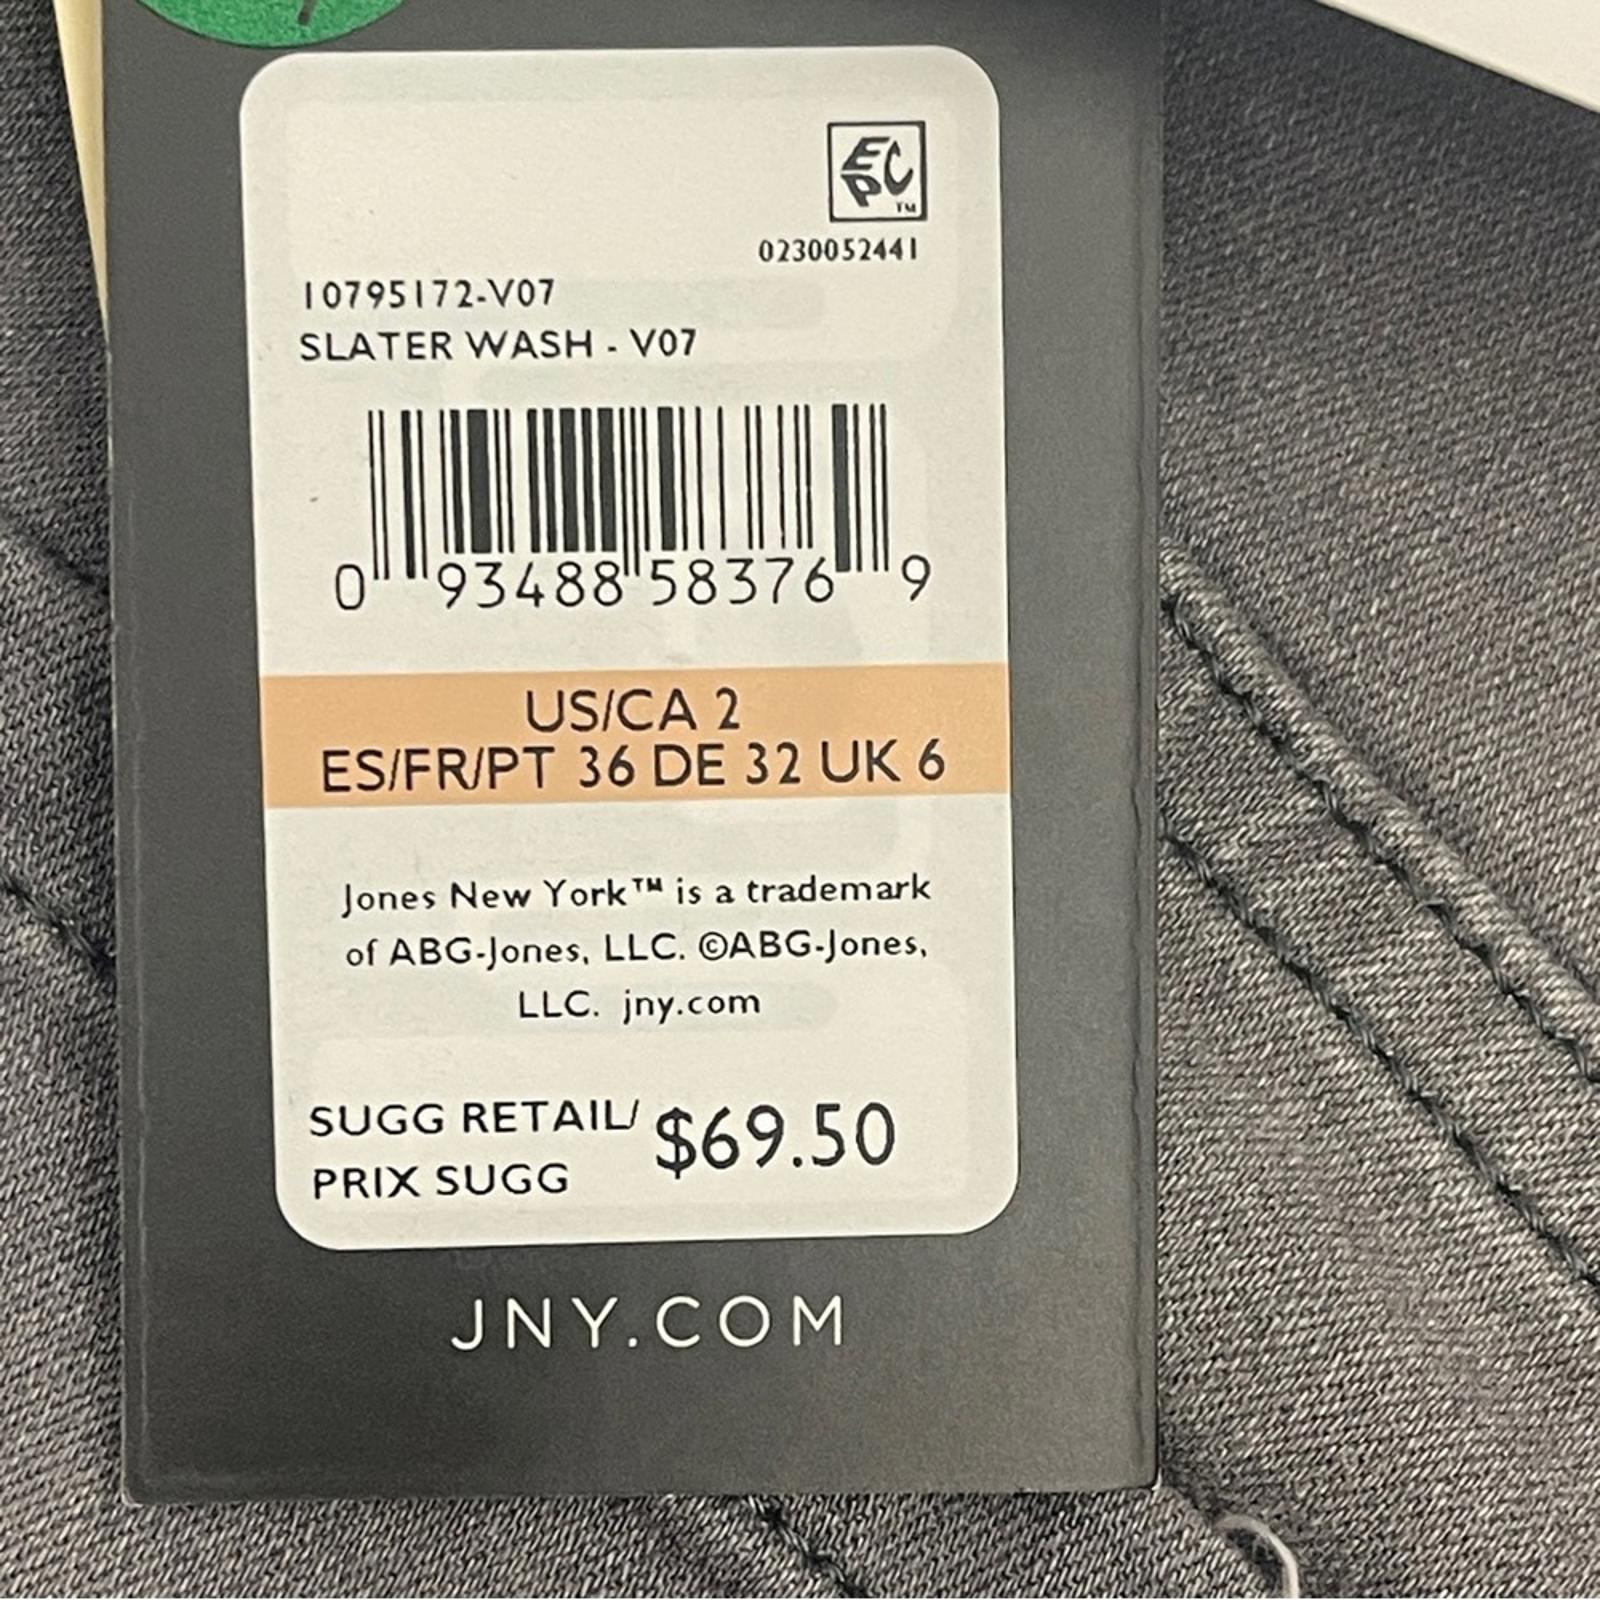 EPC™
0230052441
10795172-V07
SLATER WASH - V07
0 93488 58376 9
US/CA 2
ES/FR/PT 36 DE 32 UK 6
Jones New York™ is a trademark
of ABG-Jones, LLC. ©ABG-Jones,
LLC. jny.com
SUGG RETAIL/ $69.50
PRIX SUGG
JNY.COM